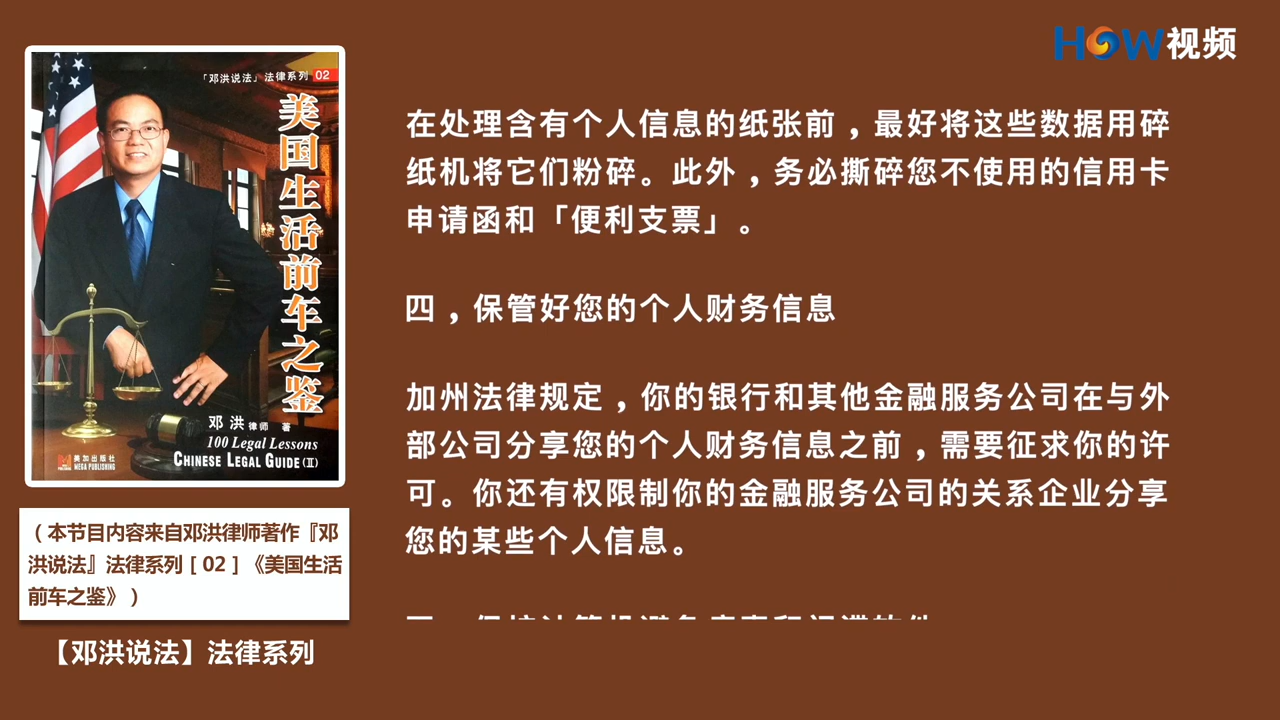 HOW视频
「邓洪说法」法律系列 02
美国生活前车之鉴
邓洪律师 著
100 Legal Lessons
CHINESE LEGAL GUIDE (II)
美加出版社
MEGA PUBLISHING
(本节目内容来自邓洪律师著作『邓
洪说法』法律系列[02]《美国生活
前车之鉴》)
【邓洪说法】法律系列
在处理含有个人信息的纸张前，最好将这些数据用碎
纸机将它们粉碎。此外，务必撕碎您不使用的信用卡
申请函和「便利支票」。
四，保管好您的个人财务信息
加州法律规定，你的银行和其他金融服务公司在与外
部公司分享您的个人财务信息之前，需要征求你的许
可。你还有权限制你的金融服务公司的关系企业分享
您的某些个人信息。